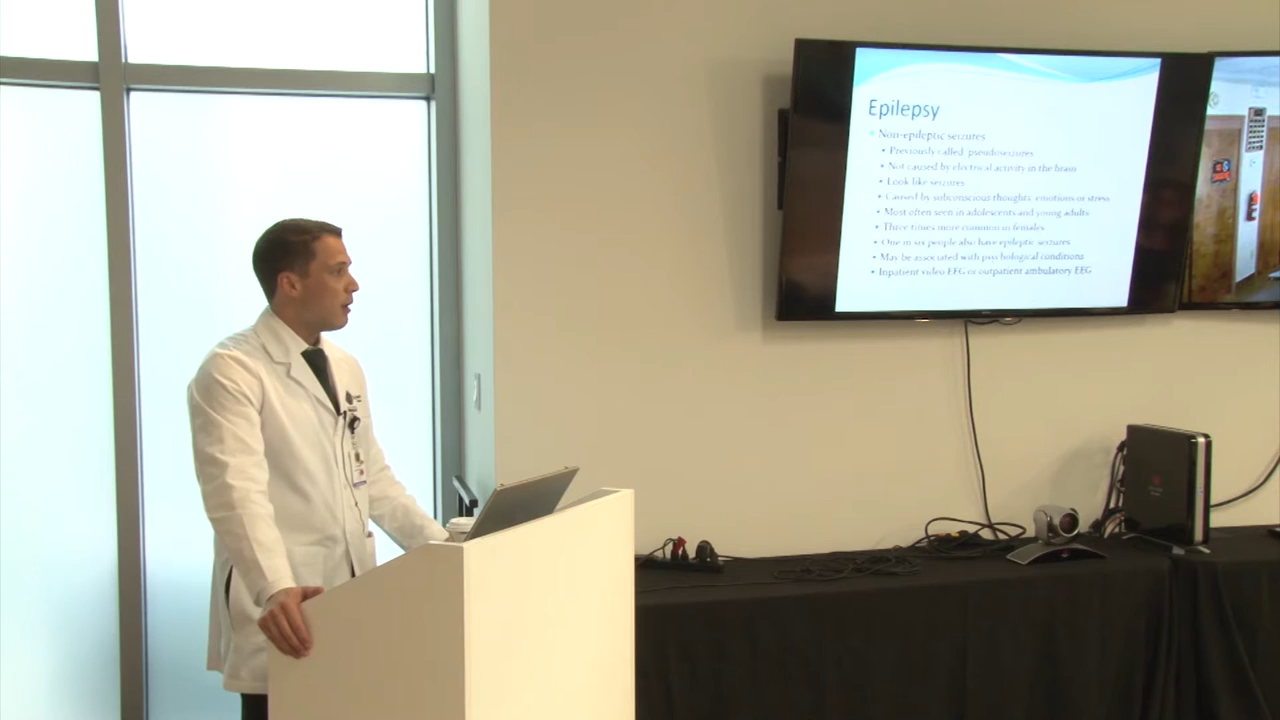 Epilepsy
Non-epileptic seizures
Previously called pseudoseizures
Not caused by electrical activity in the brain
Look like seizures
Caused by subconscious thoughts, emotions or stress
Most often seen in adolescents and young adults
Three times more common in females
One in six people also have epileptic seizures
May be associated with psychological conditions
Inpatient video EEG or outpatient ambulatory EEG